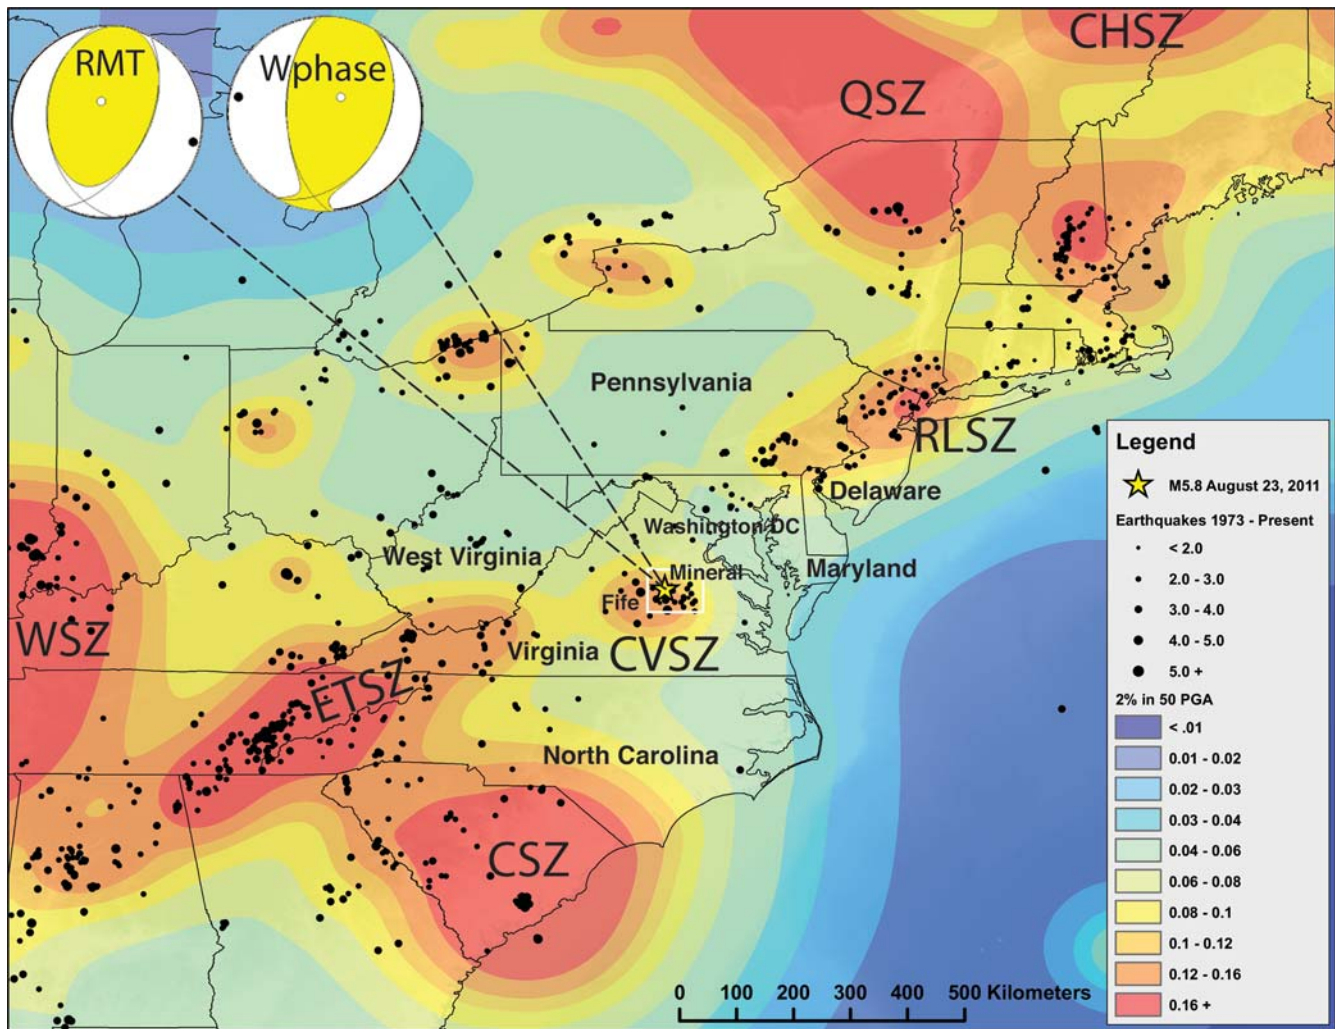 RMT
Wphase
CHSZ
QSZ
Pennsylvania
RLSZ
Delaware
Washington DC
West Virginia
Maryland
Mineral
Fife
WSZ
Virginia
CVSZ
ETSZ
North Carolina
CSZ
0 100 200 300 400 500 Kilometers
Legend
M5.8 August 23, 2011
Earthquakes 1973 - Present
< 2.0
2.0 - 3.0
3.0 - 4.0
4.0 - 5.0
5.0 +
2% in 50 PGA
< .01
0.01 - 0.02
0.02 - 0.03
0.03 - 0.04
0.04 - 0.06
0.06 - 0.08
0.08 - 0.1
0.1 - 0.12
0.12 - 0.16
0.16 +